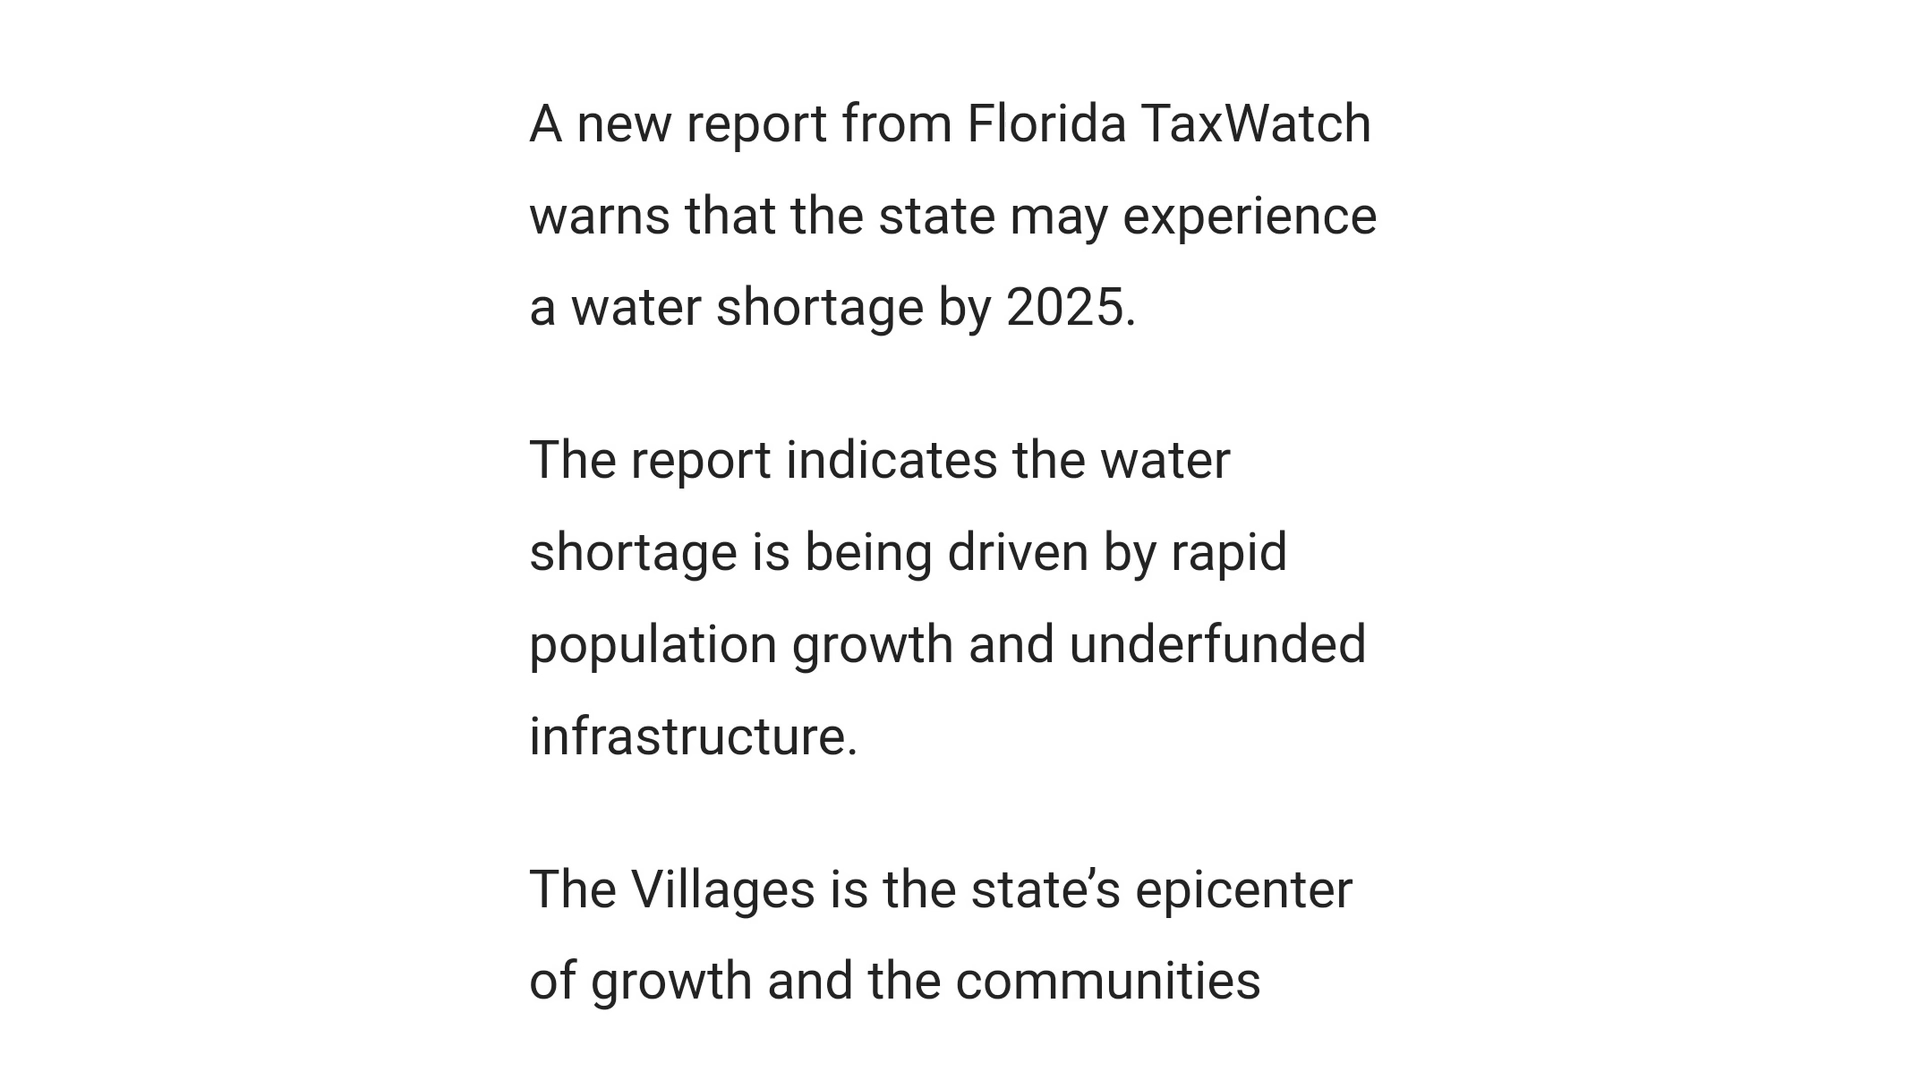 A new report from Florida TaxWatch
warns that the state may experience
a water shortage by 2025.
The report indicates the water
shortage is being driven by rapid
population growth and underfunded
infrastructure.
The Villages is the state’s epicenter
of growth and the communities